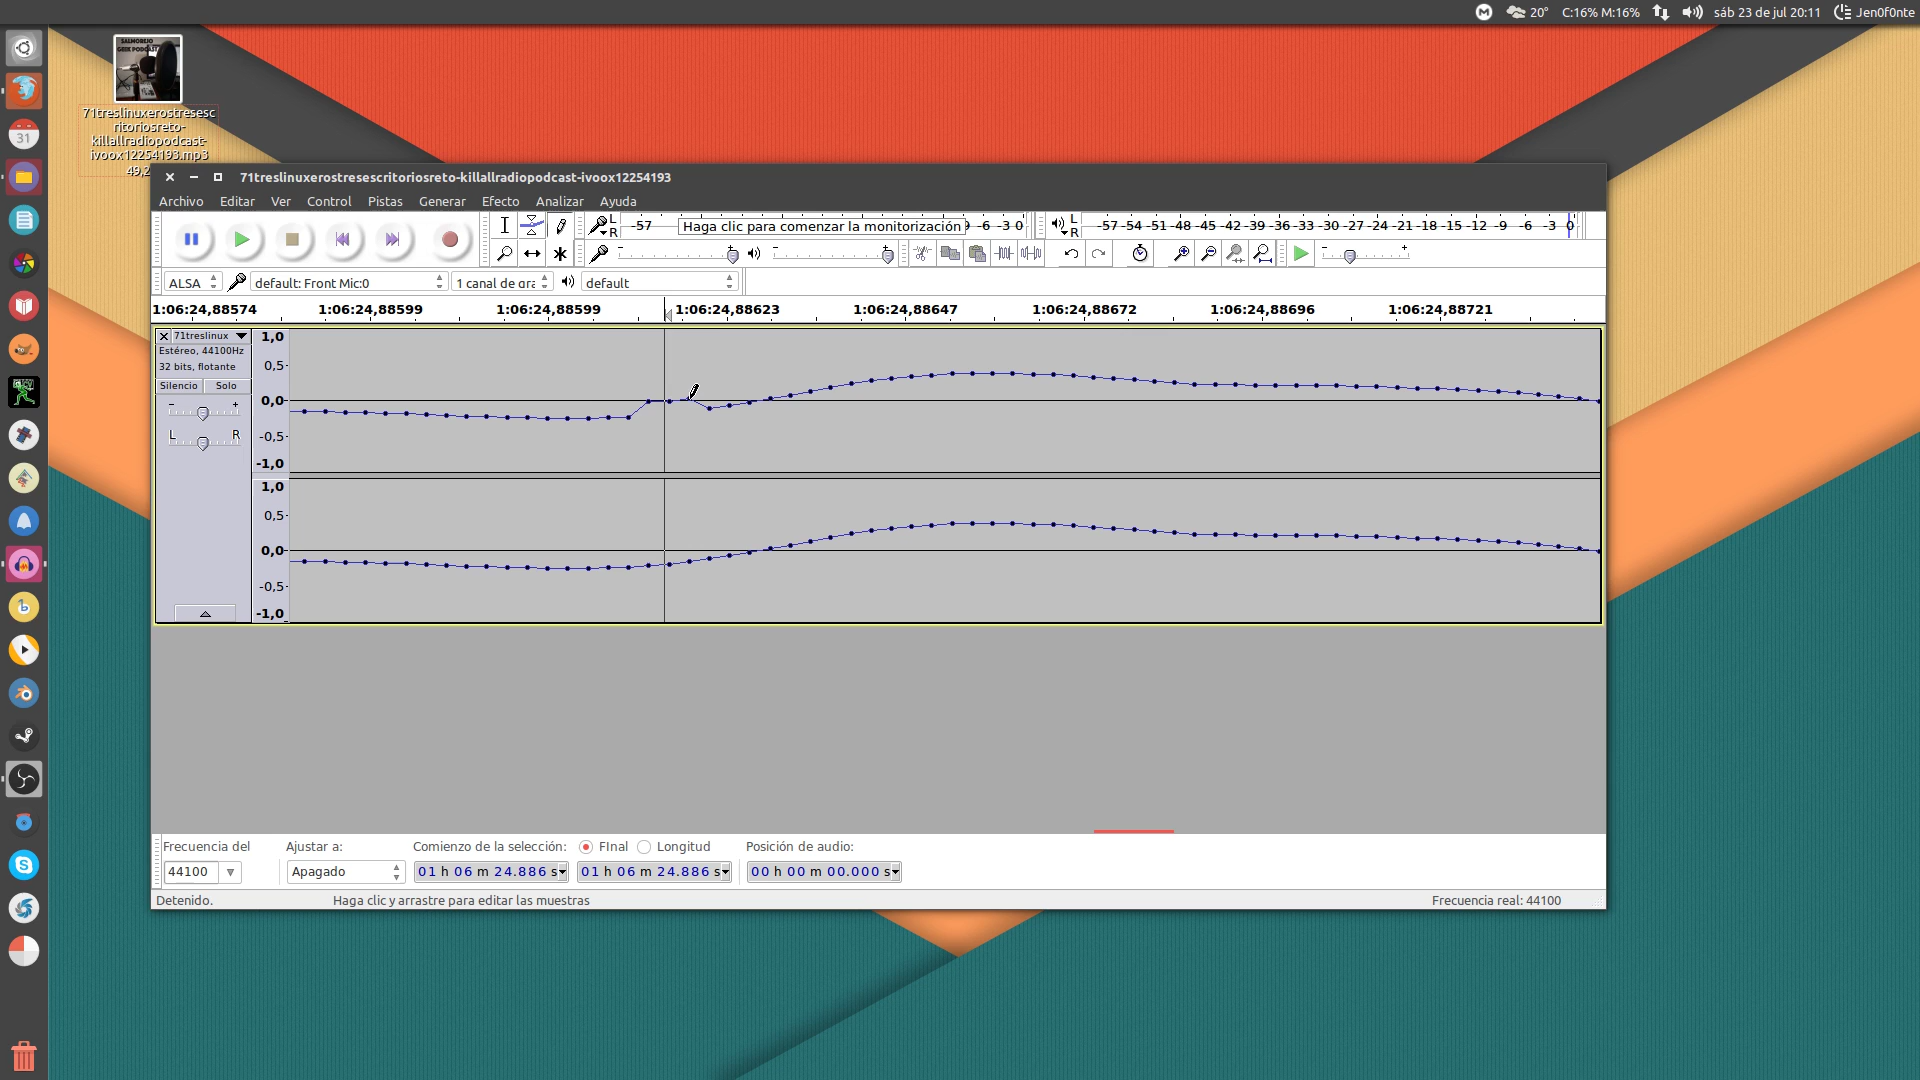 20° C:16% M:16% sáb 23 de jul 20:11 Jen0f0nte
SALMOREJO
GEEK PODCAST
71treslinuxerostresesc
ritoriosreto-
killallradiopodcast-
ivoox12254193.mp3
49,2
31
71treslinuxerostresescritoriosreto-killallradiopodcast-ivoox12254193
Archivo Editar Ver Control Pistas Generar Efecto Analizar Ayuda
L
R
-57 Haga clic para comenzar la monitorización -6 -3 0
L
R
-57 -54 -51 -48 -45 -42 -39 -36 -33 -30 -27 -24 -21 -18 -15 -12 -9 -6 -3 0
ALSA default: Front Mic:0 1 canal de gra default
1:06:24,88574 1:06:24,88599 1:06:24,88599 1:06:24,88623 1:06:24,88647 1:06:24,88672 1:06:24,88696 1:06:24,88721
71treslinux
Estéreo, 44100Hz
32 bits, flotante
Silencio Solo
- +
L R
1,0
0,5
0,0
-0,5
-1,0
1,0
0,5
0,0
-0,5
-1,0
Frecuencia del Ajustar a: Comienzo de la selección: FInal Longitud Posición de audio:
44100 Apagado 01 h 06 m 24.886 s 01 h 06 m 24.886 s 00 h 00 m 00.000 s
Detenido. Haga clic y arrastre para editar las muestras Frecuencia real: 44100